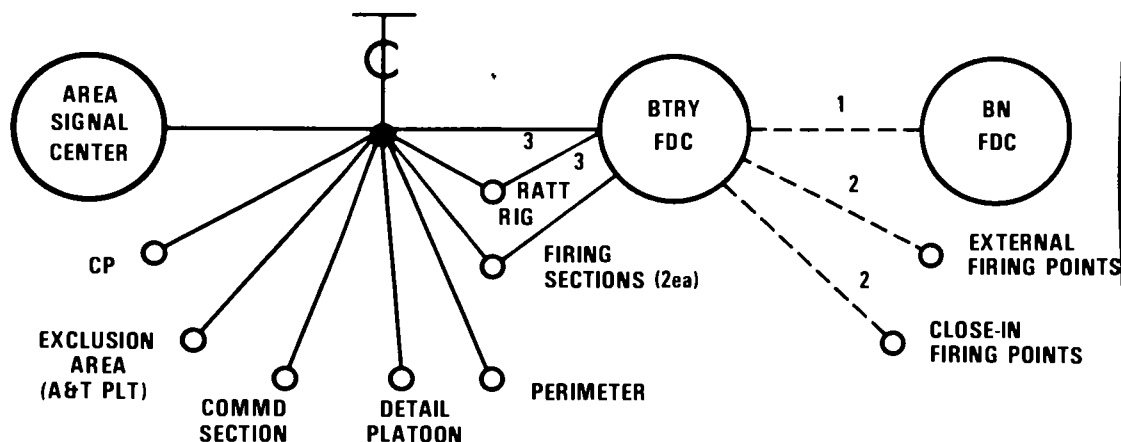 C
AREA
SIGNAL
CENTER
BTRY
FDC
BN
FDC
1
3
3
2
2
RATT
RIG
CP
FIRING
SECTIONS (2ea)
EXTERNAL
FIRING POINTS
EXCLUSION
AREA
(A&T PLT)
CLOSE-IN
FIRING POINTS
COMMD
SECTION
DETAIL
PLATOON
PERIMETER